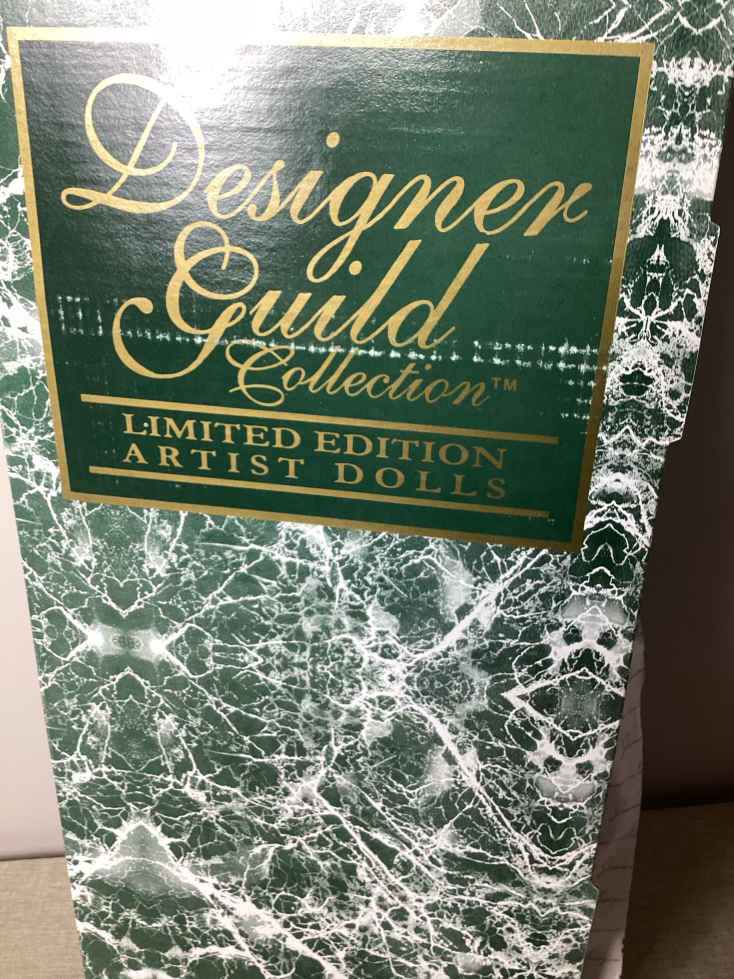 Designer
Guild
Collection™
LIMITED EDITION
ARTIST DOLLS